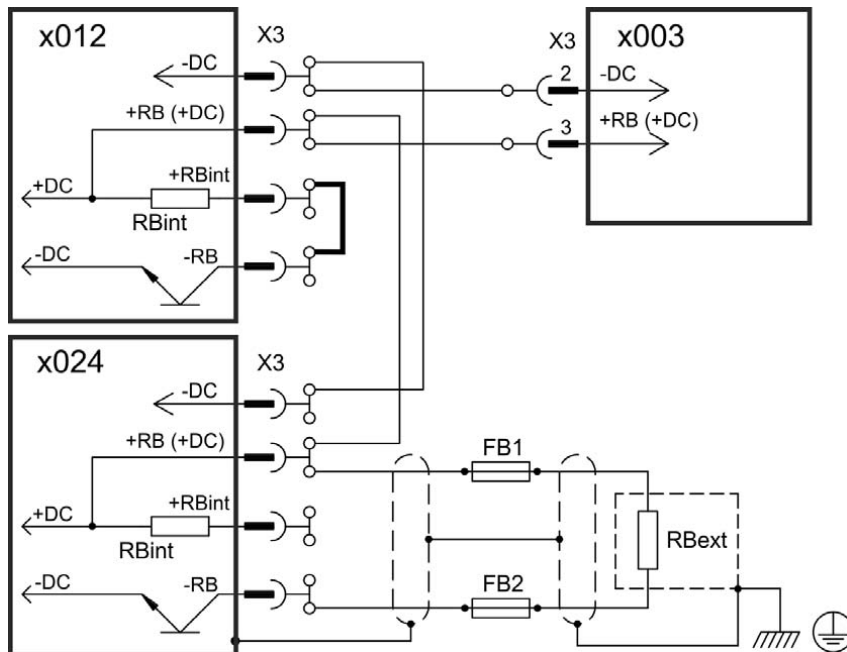 x012
X3
-DC
+RB (+DC)
+DC
+RBint
RBint
-DC
-RB
X3
x003
2
-DC
3
+RB (+DC)
x024
X3
-DC
+RB (+DC)
+DC
+RBint
RBint
-DC
-RB
FB1
FB2
RBext